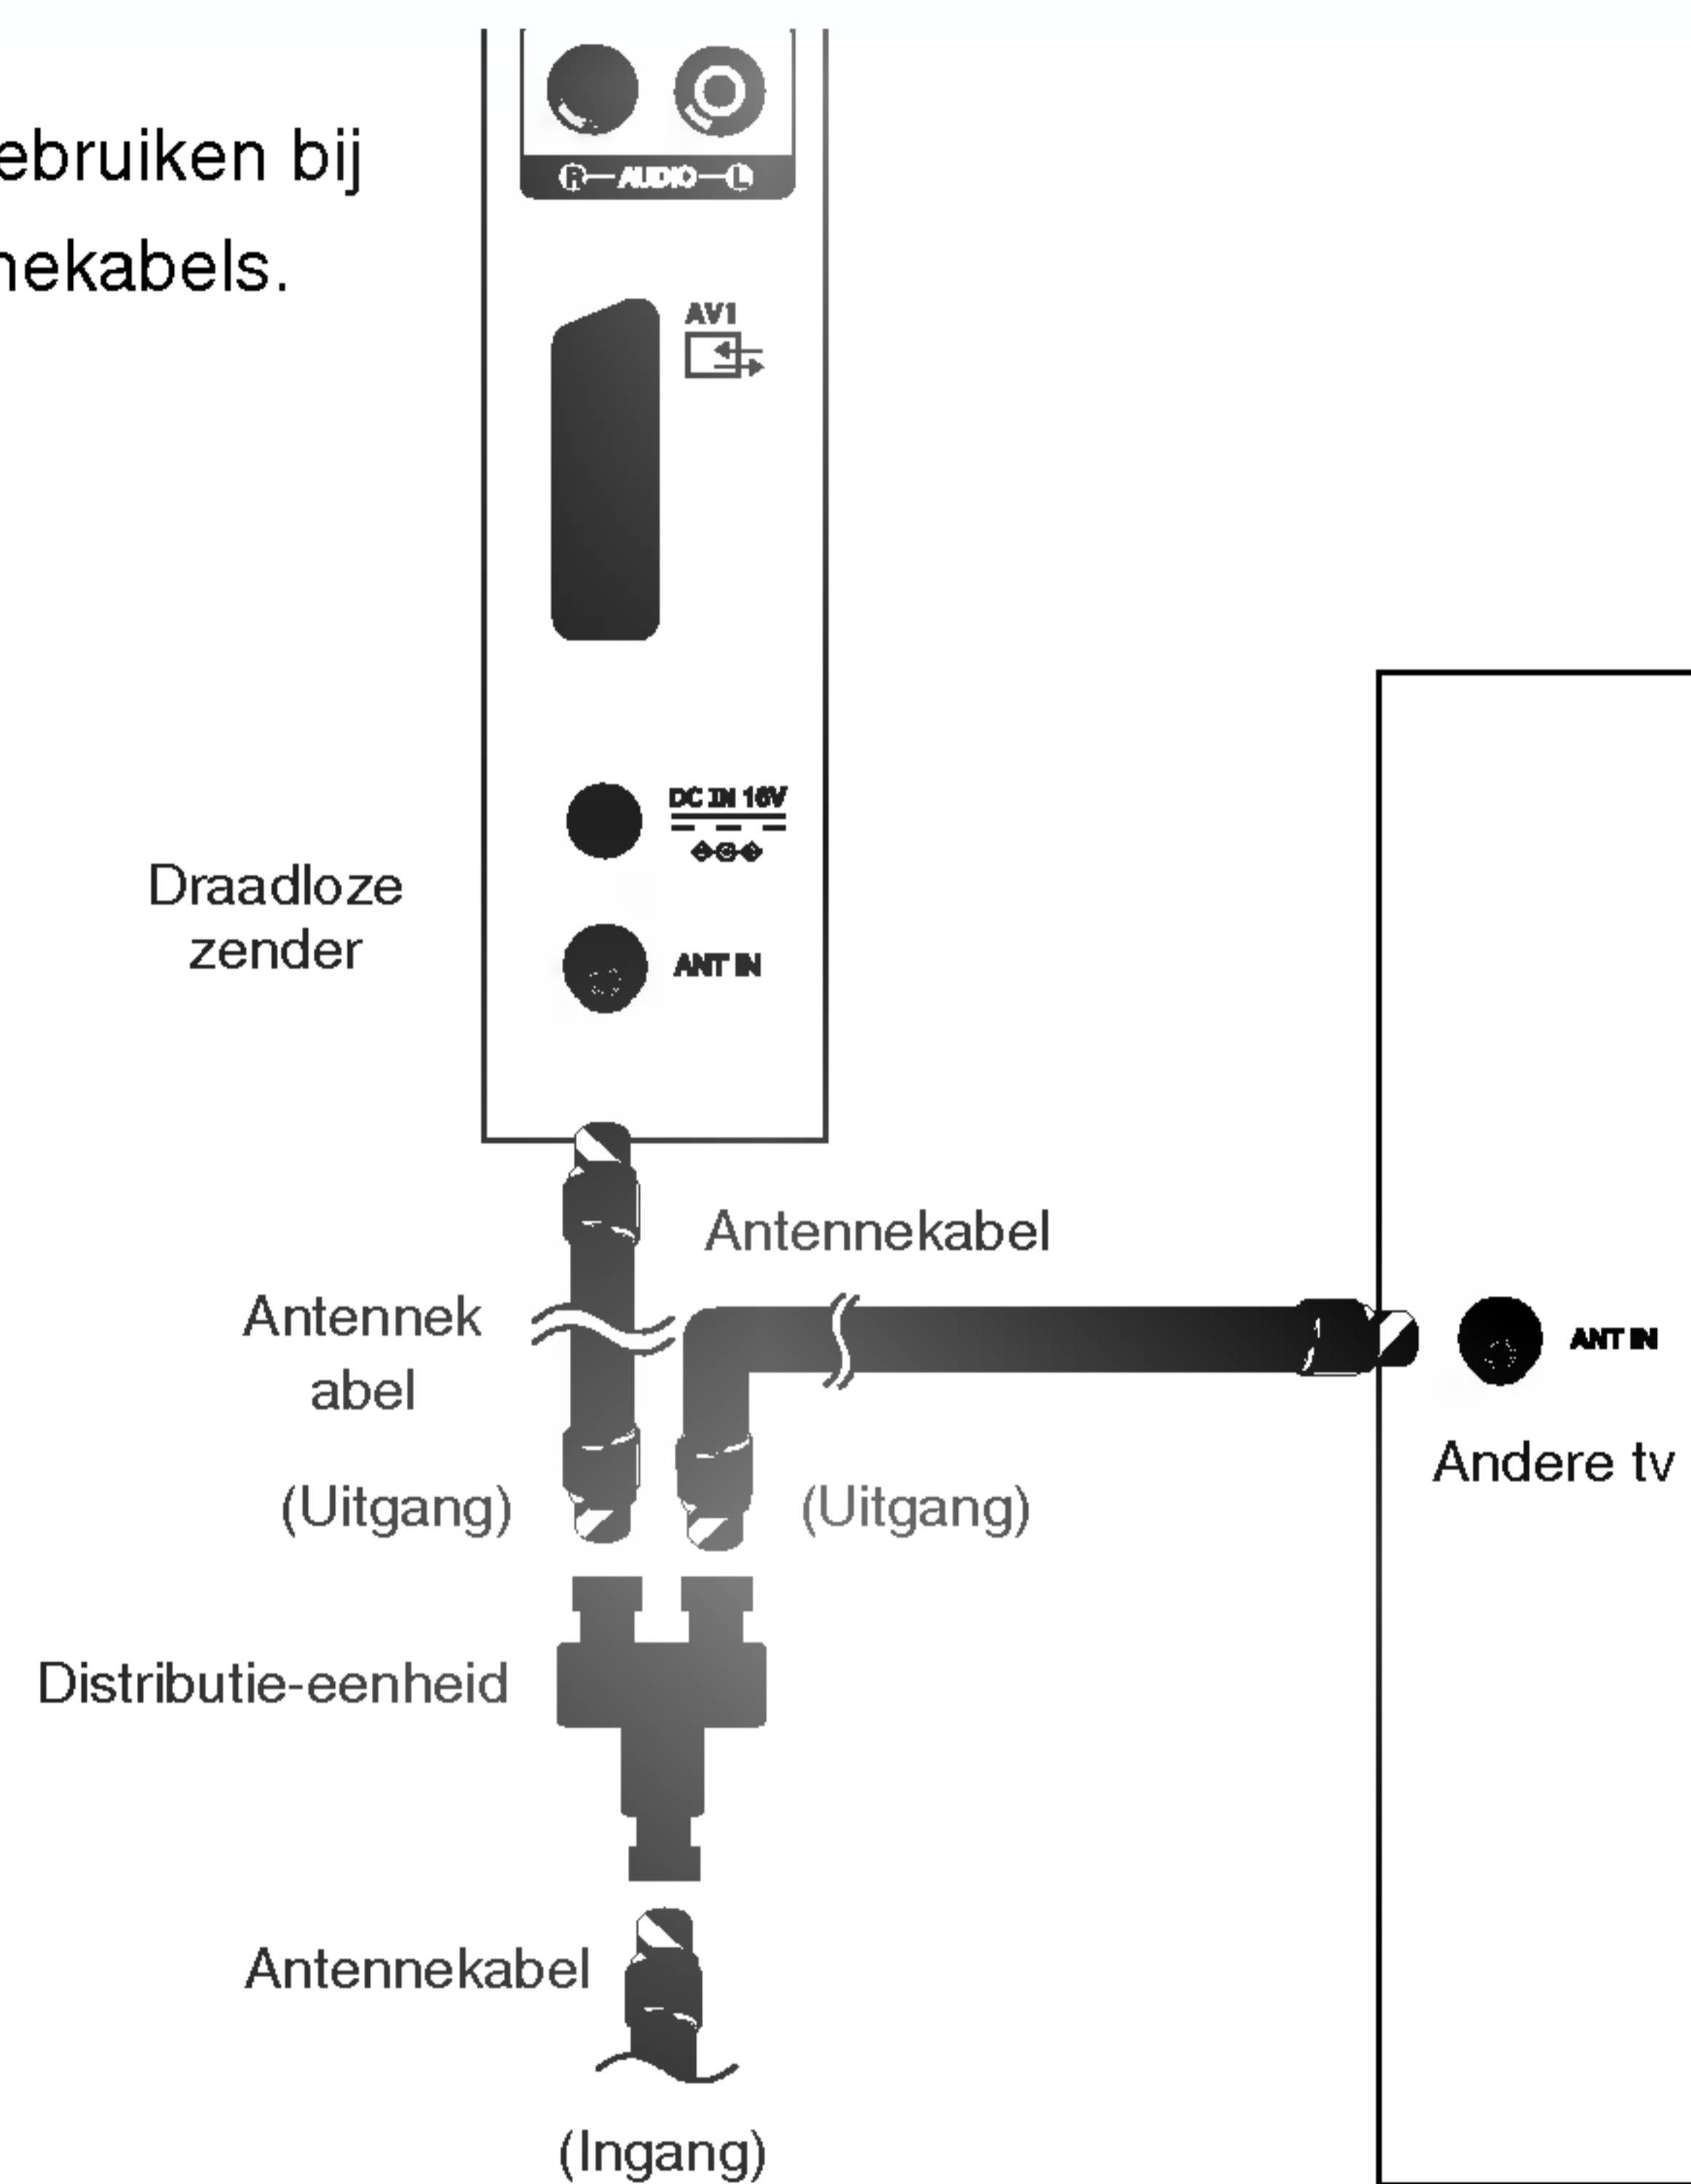 ebruiken bij
nekabels.
R AUDIO L
AV1
DC IN 16V
Draadloze
zender
ANT IN
Antennekabel
Antennek
abel
ANT IN
Andere tv
(Uitgang)
(Uitgang)
Distributie-eenheid
Antennekabel
(Ingang)